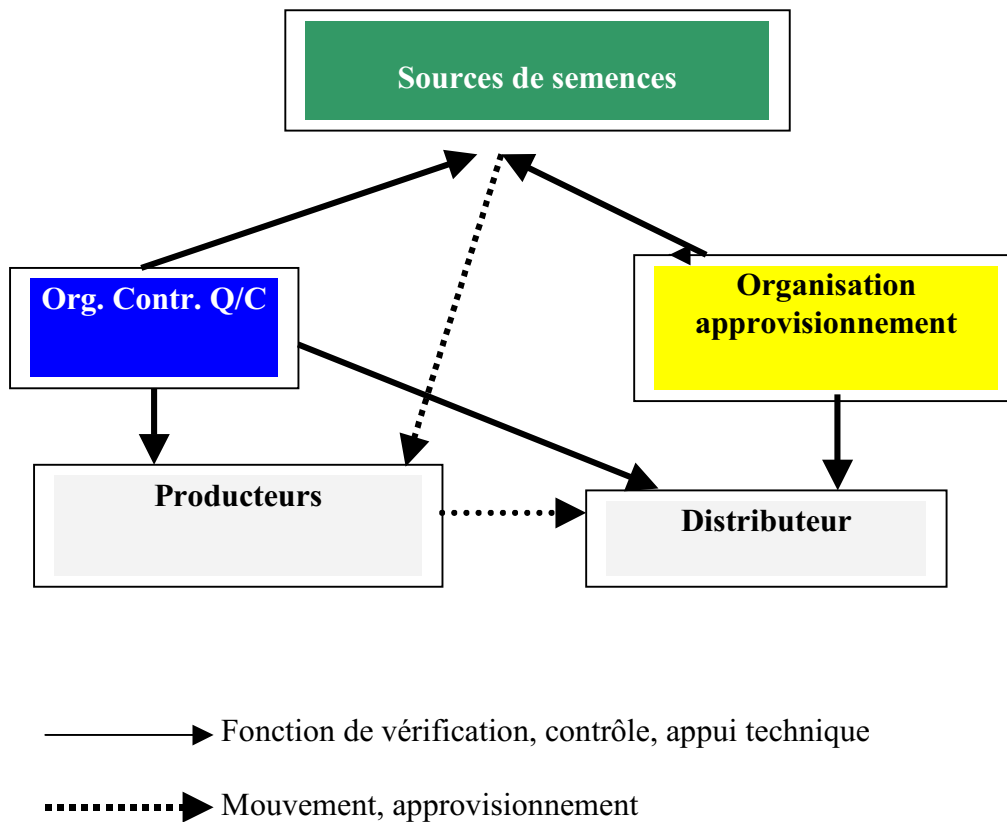 Sources de semences
Org. Contr. Q/C
Organisation
approvisionnement
Producteurs
Distributeur
Fonction de vérification, contrôle, appui technique
Mouvement, approvisionnement